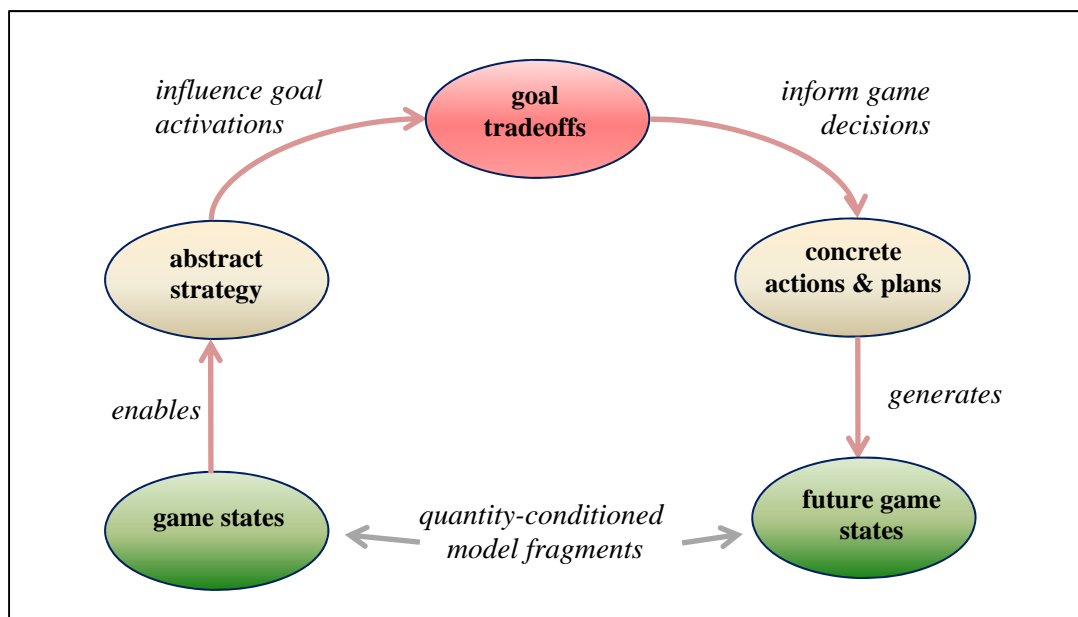 influence goal
activations
goal
tradeoffs
inform game
decisions
abstract
strategy
concrete
actions & plans
enables
generates
game states
quantity-conditioned
model fragments
future game
states